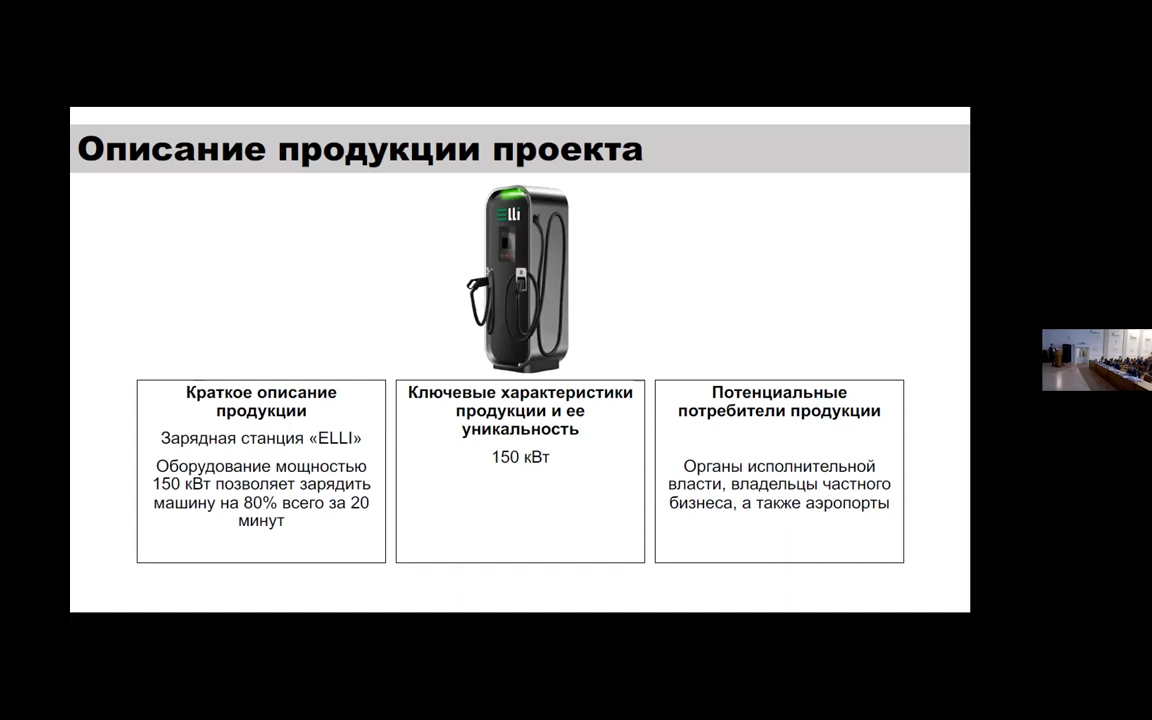 Описание продукции проекта
Elli
Краткое описание
продукции
Зарядная станция «ELLI»
Оборудование мощностью
150 кВт позволяет зарядить
машину на 80% всего за 20
минут
Ключевые характеристики
продукции и ее
уникальность
150 кВт
Потенциальные
потребители продукции
Органы исполнительной
власти, владельцы частного
бизнеса, а также аэропорты